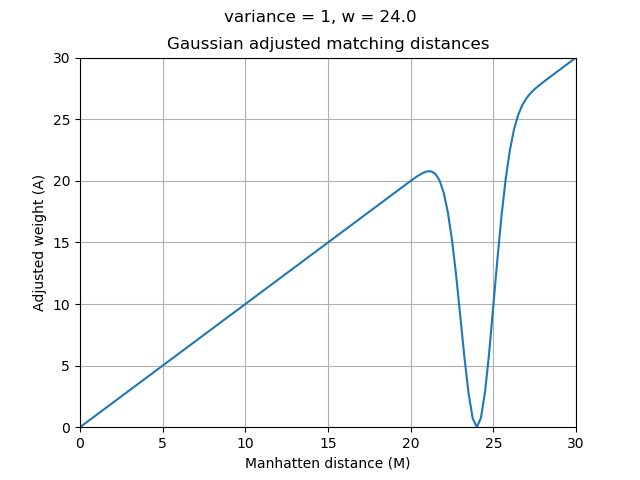 variance = 1, w = 24.0
Gaussian adjusted matching distances
30
25
20
15
10
5
0
Adjusted weight (A)
0 5 10 15 20 25 30
Manhatten distance (M)